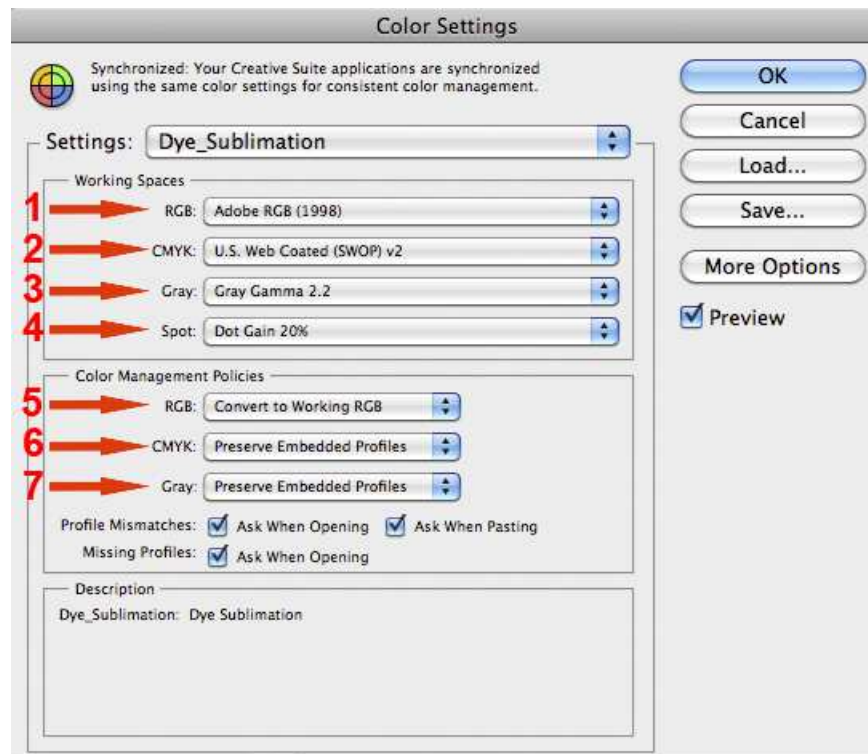 Color Settings
Synchronized: Your Creative Suite applications are synchronized
using the same color settings for consistent color management.
OK
Cancel
Load...
Save...
More Options
Preview
Settings: Dye_Sublimation
Working Spaces
1 RGB: Adobe RGB (1998)
2 CMYK: U.S. Web Coated (SWOP) v2
3 Gray: Gray Gamma 2.2
4 Spot: Dot Gain 20%
Color Management Policies
5 RGB: Convert to Working RGB
6 CMYK: Preserve Embedded Profiles
7 Gray: Preserve Embedded Profiles
Profile Mismatches: Ask When Opening Ask When Pasting
Missing Profiles: Ask When Opening
Description
Dye_Sublimation: Dye Sublimation